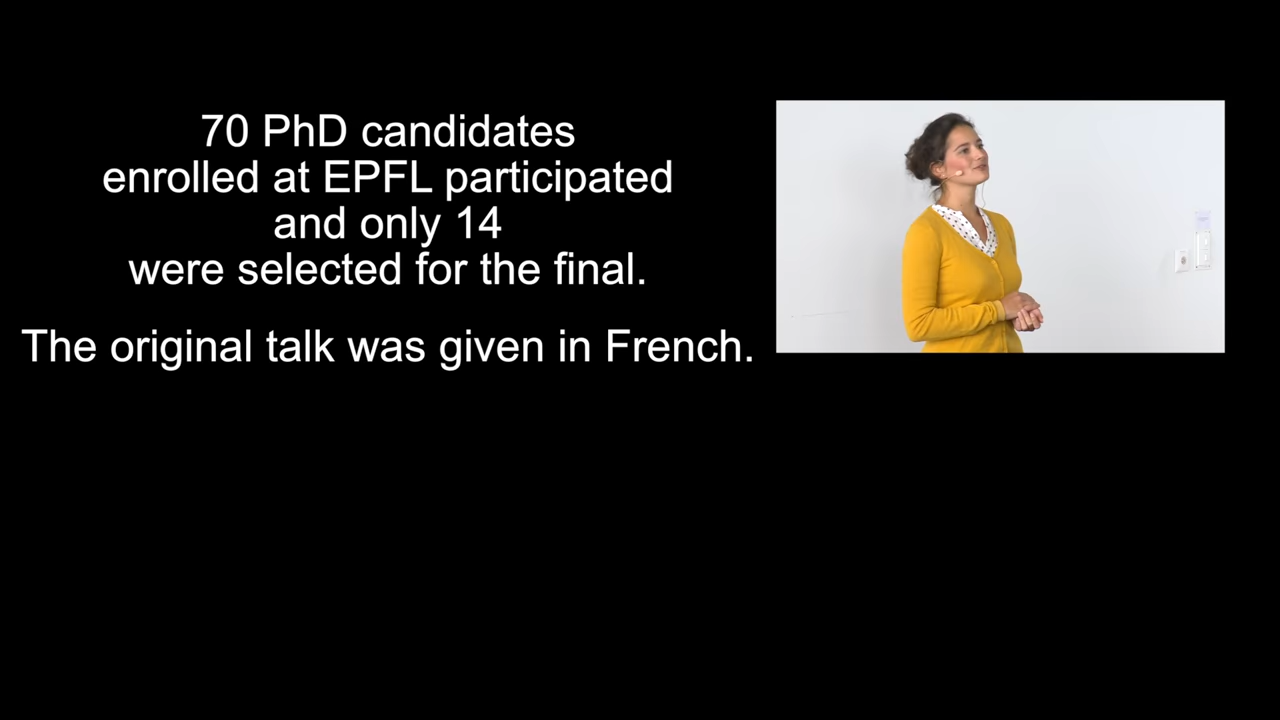 70 PhD candidates
enrolled at EPFL participated
and only 14
were selected for the final.
The original talk was given in French.